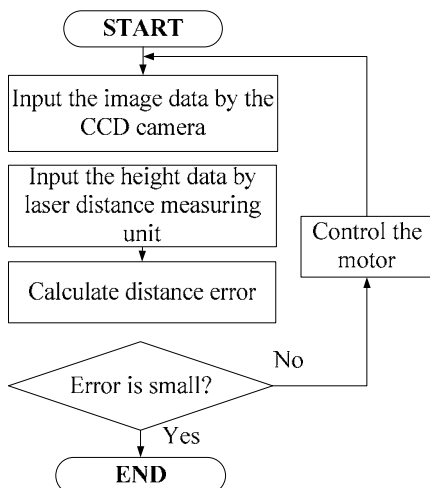 START
Input the image data by the
CCD camera
Input the height data by
laser distance measuring
unit
Control the
motor
Calculate distance error
No
Error is small?
Yes
END